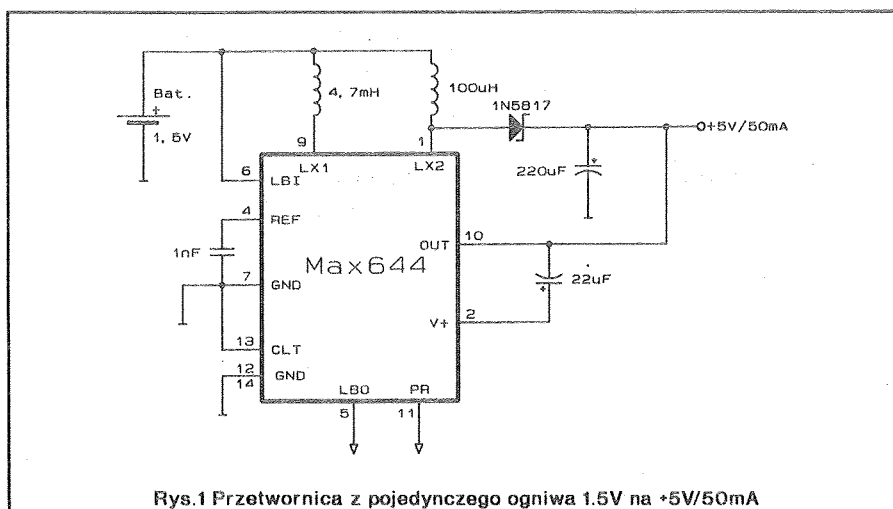 Bat.
+
1,5V
4,7mH
100uH
1N5817
O+5V/50mA
9
1
LX1
LX2
6
LBI
220uF
+
4
REF
1nF
OUT
10
Max644
7
GND
22uF
+
V+
2
13
CLT
12
14
GND
LBO
PR
5
11
Rys.1 Przetwornica z pojedynczego ogniwa 1.5V na +5V/50mA